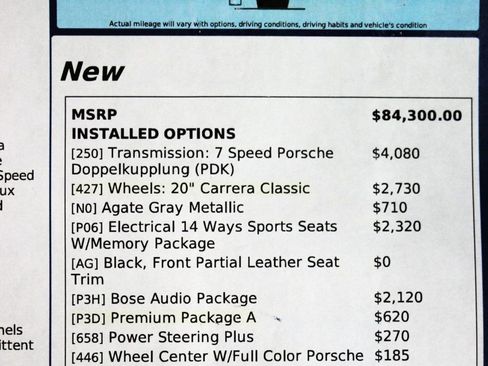 Actual mileage will vary with options, driving conditions, driving habits and vehicle's condition
New
MSRP $84,300.00
INSTALLED OPTIONS
[250] Transmission: 7 Speed Porsche $4,080
Doppelkupplung (PDK)
[427] Wheels: 20" Carrera Classic $2,730
[N0] Agate Gray Metallic $710
[P06] Electrical 14 Ways Sports Seats $2,320
W/Memory Package
[AG] Black, Front Partial Leather Seat $0
Trim
[P3H] Bose Audio Package $2,120
[P3D] Premium Package A $620
[658] Power Steering Plus $270
[446] Wheel Center W/Full Color Porsche $185
Speed